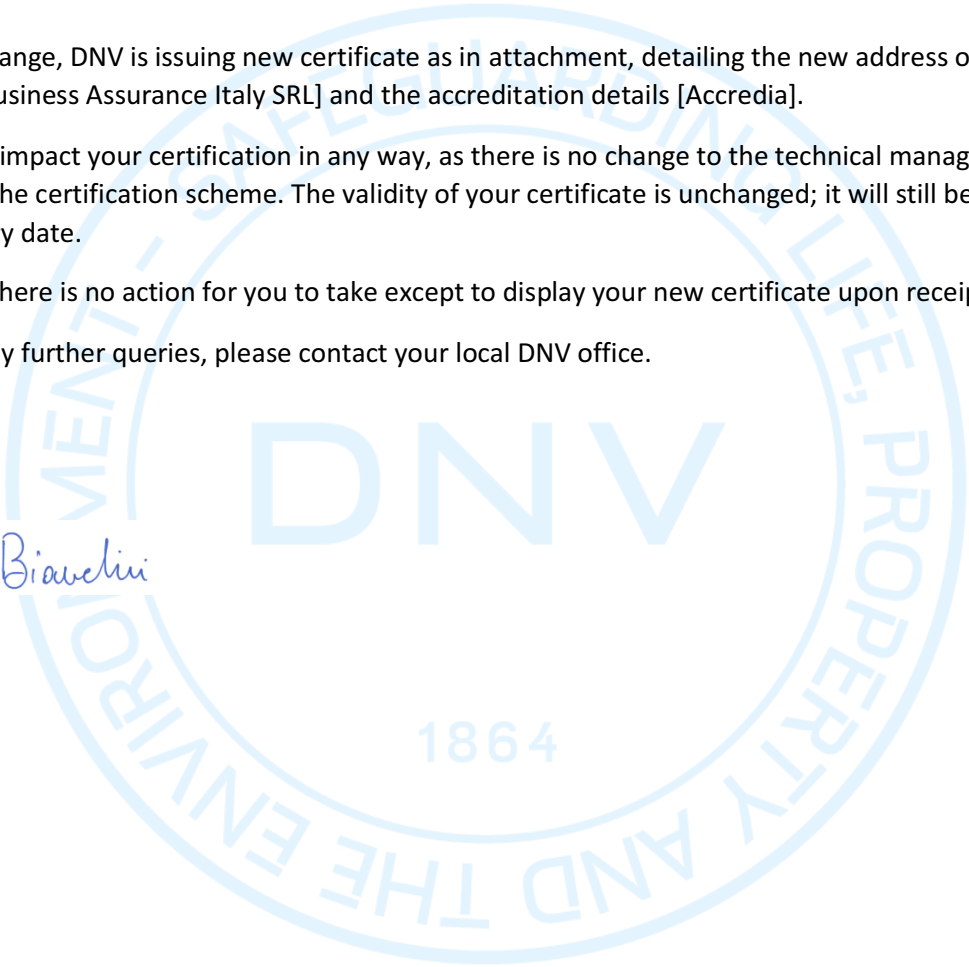 ange, DNV is issuing new certificate as in attachment, detailing the new address o
usiness Assurance Italy SRL] and the accreditation details [Accredia].
impact your certification in any way, as there is no change to the technical manag
he certification scheme. The validity of your certificate is unchanged; it will still be
y date.
here is no action for you to take except to display your new certificate upon receip
y further queries, please contact your local DNV office.
SAFEGUARDING LIFE, PROPERTY AND THE ENVIRONMENT –
DNV
Biavelini
1864